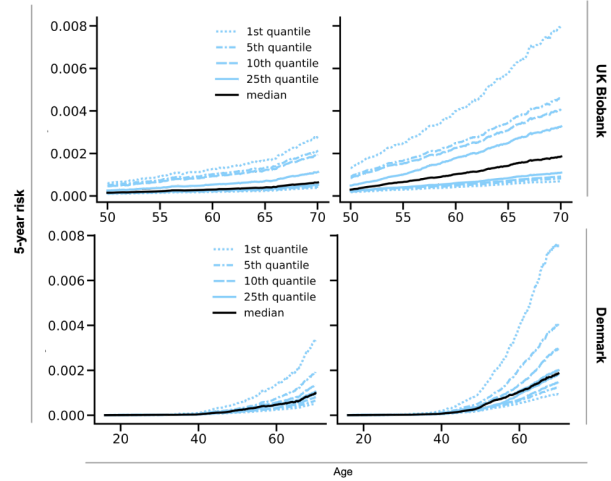 0.008
0.006
0.004
0.002
0.000
1st quantile
5th quantile
10th quantile
25th quantile
median
50 55 60 65 70
50 55 60 65 70
UK Biobank
5-year risk
0.008
0.006
0.004
0.002
0.000
1st quantile
5th quantile
10th quantile
25th quantile
median
20 40 60
20 40 60
Denmark
Age